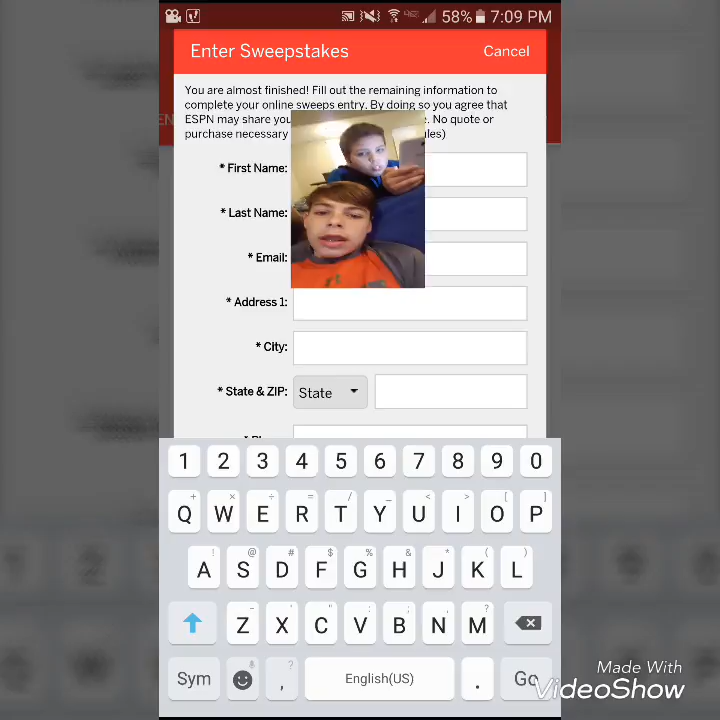 58% 7:09 PM
Enter Sweepstakes Cancel
You are almost finished! Fill out the remaining information to
complete your online sweeps entry. By doing so you agree that
ESPN may share you
No quote or
purchase necessary
* First Name:
* Last Name:
* Email:
* Address 1:
* City:
* State & ZIP: State
1 2 3 4 5 6 7 8 9 0
+ × ÷ = / _ < > [ ]
Q W E R T Y U I O P
! @ # $ % & * ( )
A S D F G H J K L
- ' " : ; , ?
Z X C V B N M
Sym , ? English(US) . Go
Made With
VideoShow